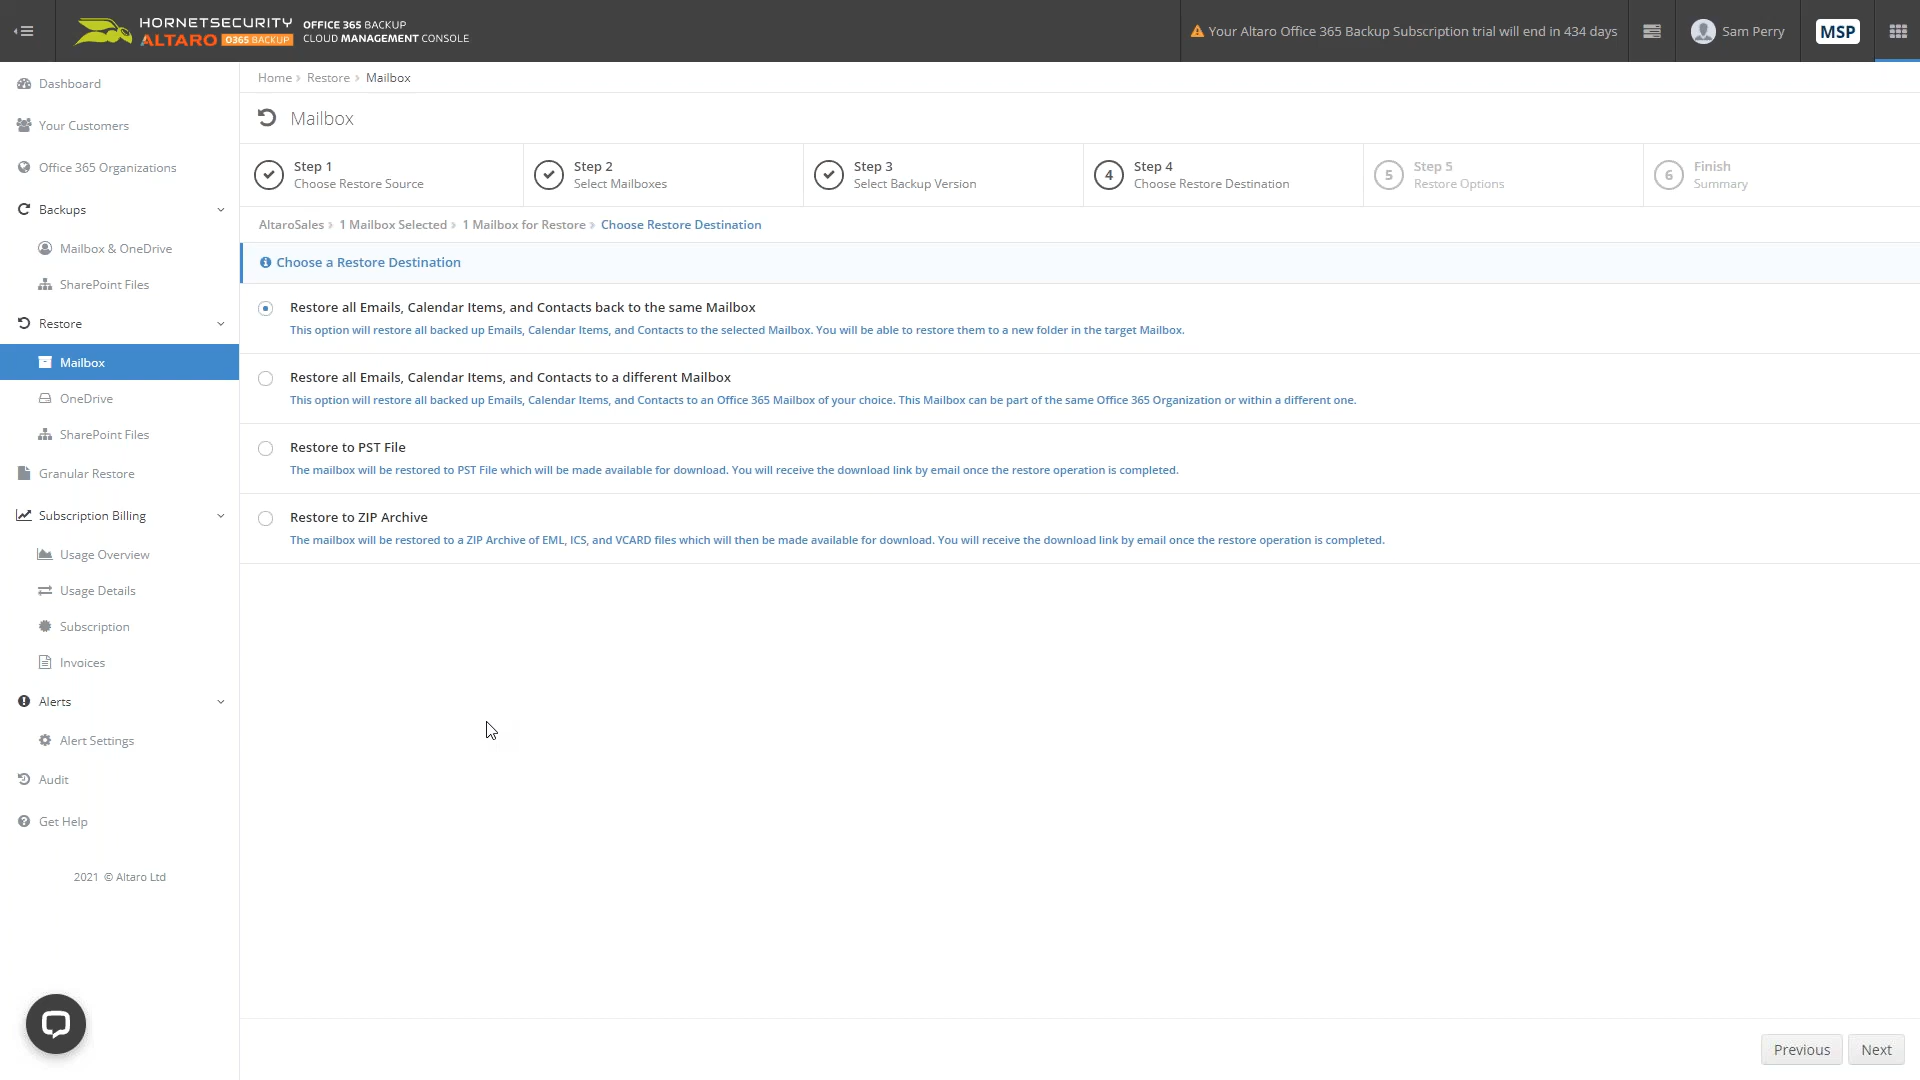 HORNETSECURITY
ALTARO O365 BACKUP
OFFICE 365 BACKUP
CLOUD MANAGEMENT CONSOLE
Your Altaro Office 365 Backup Subscription trial will end in 434 days
Sam Perry
MSP
Dashboard
Your Customers
Office 365 Organizations
Backups
Mailbox & OneDrive
SharePoint Files
Restore
Mailbox
OneDrive
SharePoint Files
Granular Restore
Subscription Billing
Usage Overview
Usage Details
Subscription
Invoices
Alerts
Alert Settings
Audit
Get Help
2021 © Altaro Ltd
Home › Restore › Mailbox
Mailbox
Step 1
Choose Restore Source
Step 2
Select Mailboxes
Step 3
Select Backup Version
4
Step 4
Choose Restore Destination
5
Step 5
Restore Options
6
Finish
Summary
AltaroSales › 1 Mailbox Selected › 1 Mailbox for Restore › Choose Restore Destination
Choose a Restore Destination
Restore all Emails, Calendar Items, and Contacts back to the same Mailbox
This option will restore all backed up Emails, Calendar Items, and Contacts to the selected Mailbox. You will be able to restore them to a new folder in the target Mailbox.
Restore all Emails, Calendar Items, and Contacts to a different Mailbox
This option will restore all backed up Emails, Calendar Items, and Contacts to an Office 365 Mailbox of your choice. This Mailbox can be part of the same Office 365 Organization or within a different one.
Restore to PST File
The mailbox will be restored to PST File which will be made available for download. You will receive the download link by email once the restore operation is completed.
Restore to ZIP Archive
The mailbox will be restored to a ZIP Archive of EML, ICS, and VCARD files which will then be made available for download. You will receive the download link by email once the restore operation is completed.
Previous
Next